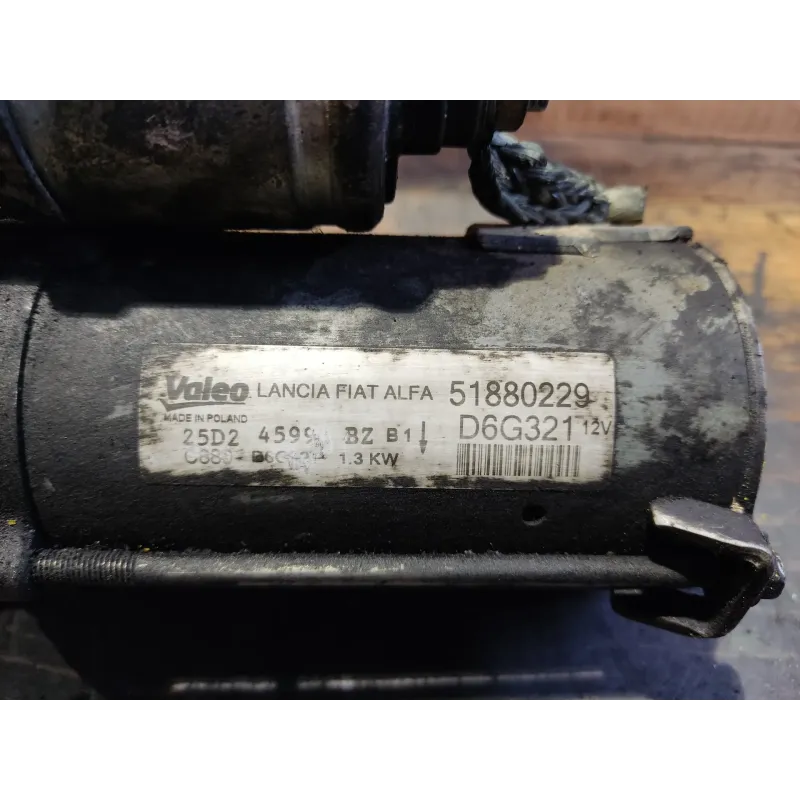 Valeo LANCIA FIAT ALFA 51880229
MADE IN POLAND D6G321 12V
25D2 BZ B1
1.3 KW